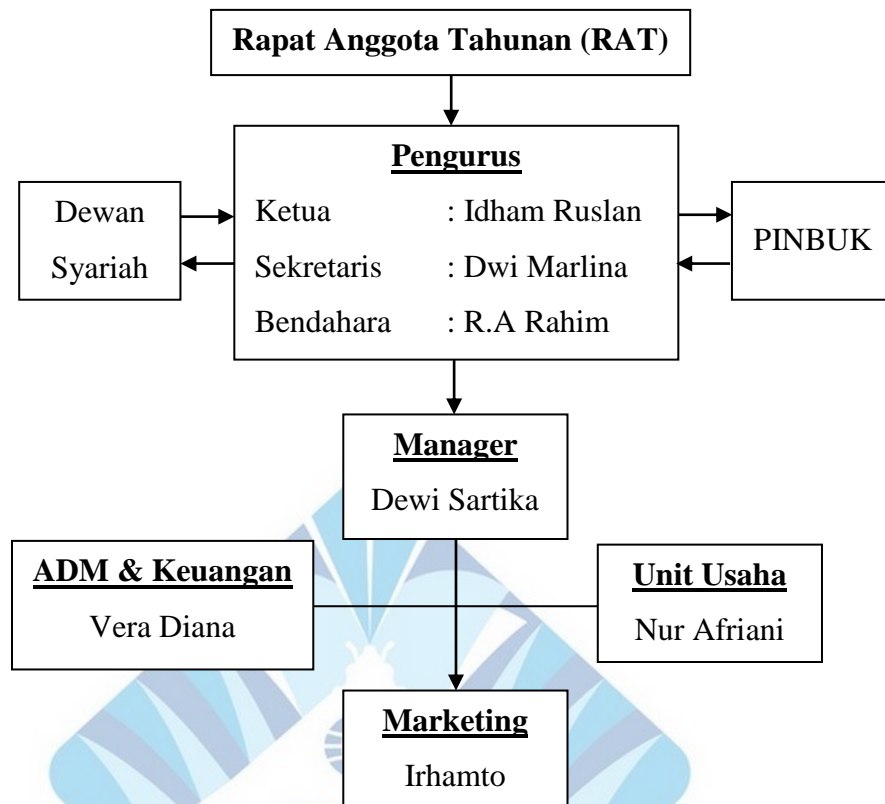 Rapat Anggota Tahunan (RAT)
Pengurus
Dewan
Syariah
Ketua : Idham Ruslan
Sekretaris : Dwi Marlina
Bendahara : R.A Rahim
PINBUK
Manager
Dewi Sartika
ADM & Keuangan
Vera Diana
Unit Usaha
Nur Afriani
Marketing
Irhamto